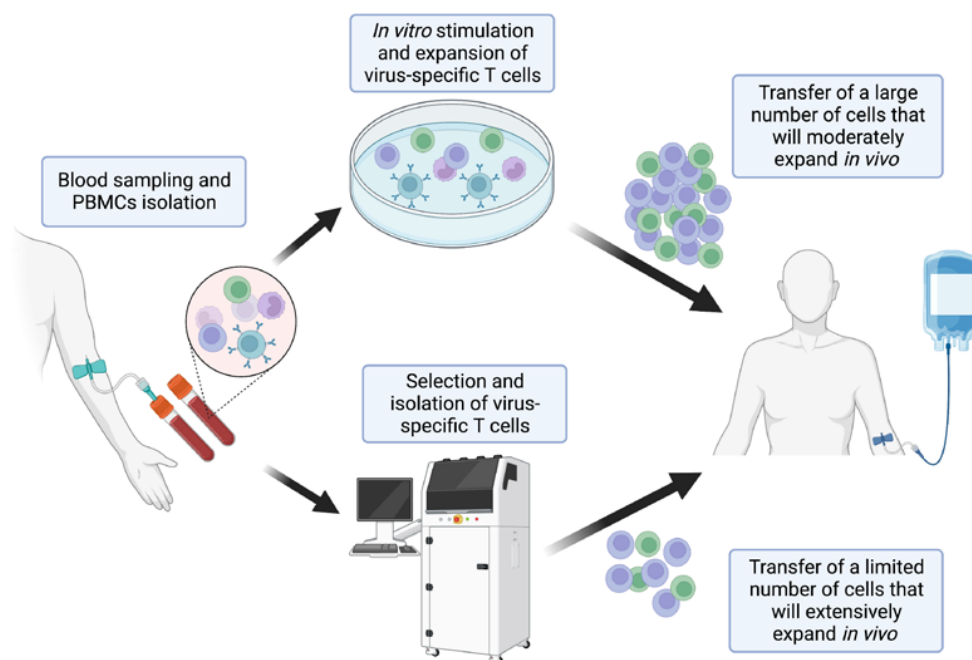 In vitro stimulation
and expansion of
virus-specific T cells
Transfer of a large
number of cells that
will moderately
expand in vivo
Blood sampling and
PBMCs isolation
Selection and
isolation of virus-
specific T cells
Transfer of a limited
number of cells that
will extensively
expand in vivo